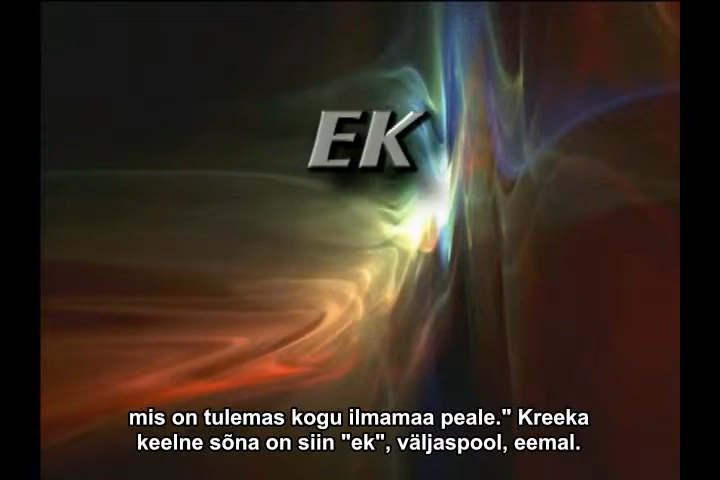 EK
mis on tulemas kogu ilmamaa peale." Kreeka
keelne sõna on siin "ek", väljaspool, eemal.